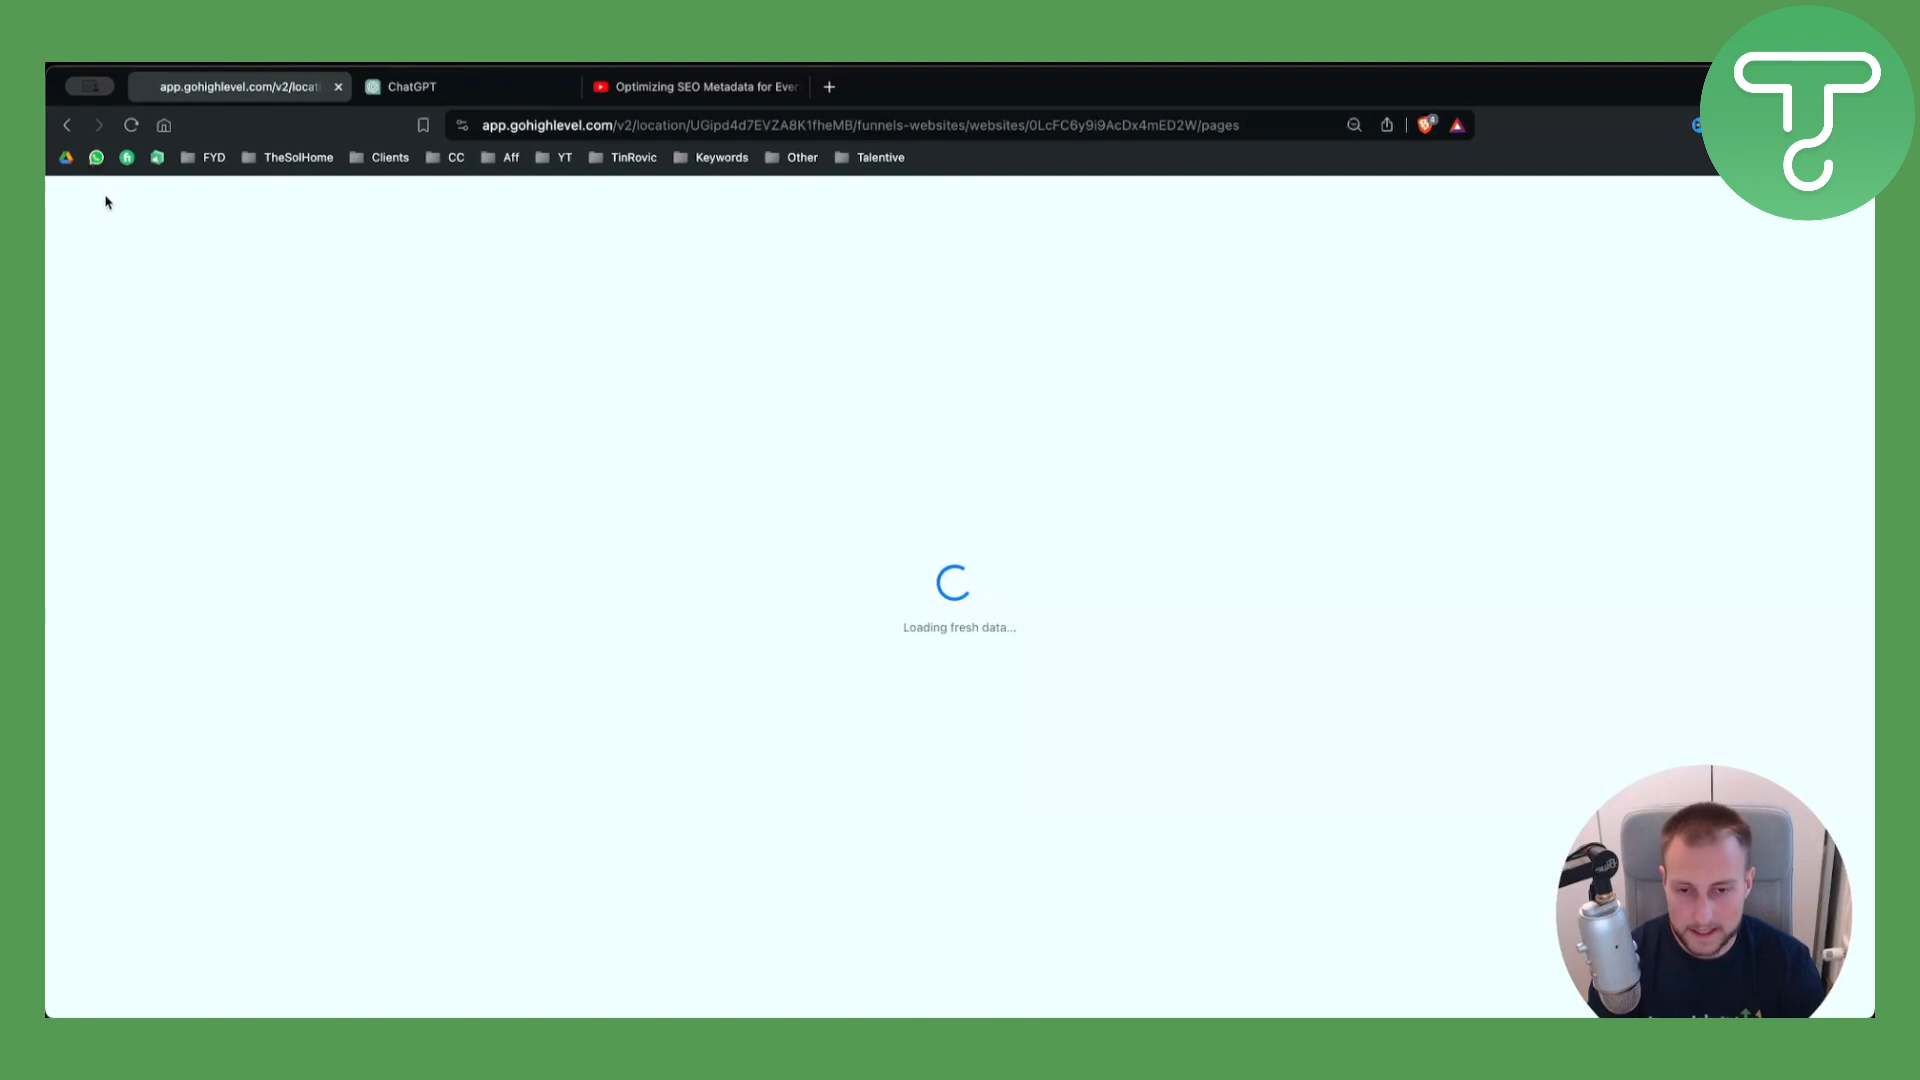 app.gohighlevel.com/v2/locat
ChatGPT
Optimizing SEO Metadata for Ever
app.gohighlevel.com/v2/location/UGipd4d7EVZA8K1fheMB/funnels-websites/websites/0LcFC6y9i9AcDx4mED2W/pages
4
FYD
TheSolHome
Clients
CC
Aff
YT
TinRovic
Keywords
Other
Talentive
Loading fresh data...